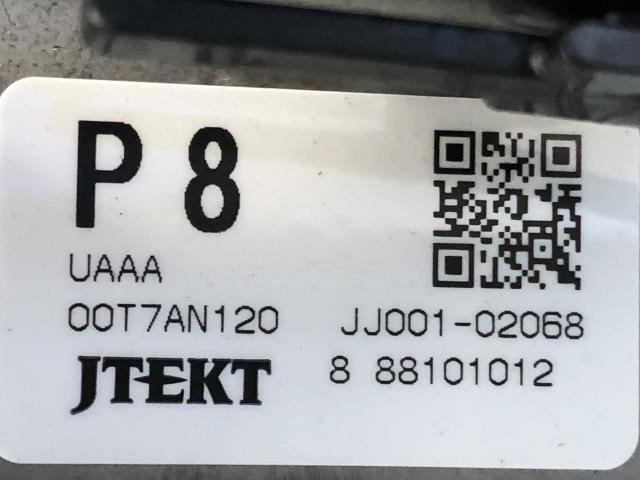 P 8
UAAA
00T7AN120 JJ001-02068
JTEKT 8 88101012